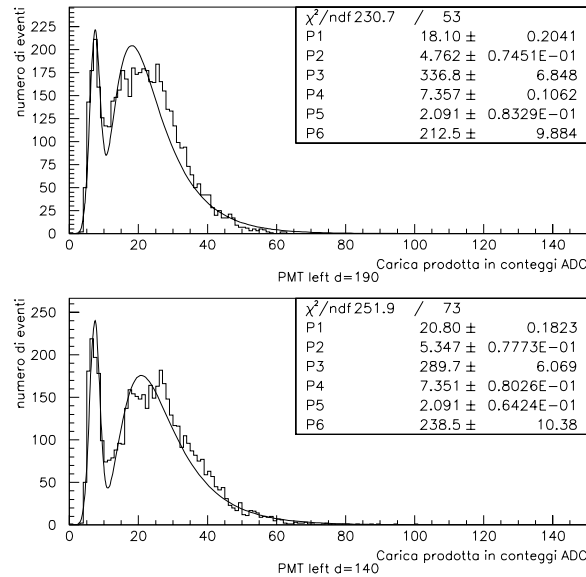 numero di eventi
225
200
175
150
125
100
75
50
25
0
0 20 40 60 80 100 120 140
Carica prodotta in conteggi ADC
PMT left d=190
χ²/ndf 230.7 / 53
P1 18.10 ± 0.2041
P2 4.762 ± 0.7451E-01
P3 336.8 ± 6.848
P4 7.357 ± 0.1062
P5 2.091 ± 0.8329E-01
P6 212.5 ± 9.884
numero di eventi
250
200
150
100
50
0
0 20 40 60 80 100 120 140
Carica prodotta in conteggi ADC
PMT left d=140
χ²/ndf 251.9 / 73
P1 20.80 ± 0.1823
P2 5.347 ± 0.7773E-01
P3 289.7 ± 6.069
P4 7.351 ± 0.8026E-01
P5 2.091 ± 0.6424E-01
P6 238.5 ± 10.38